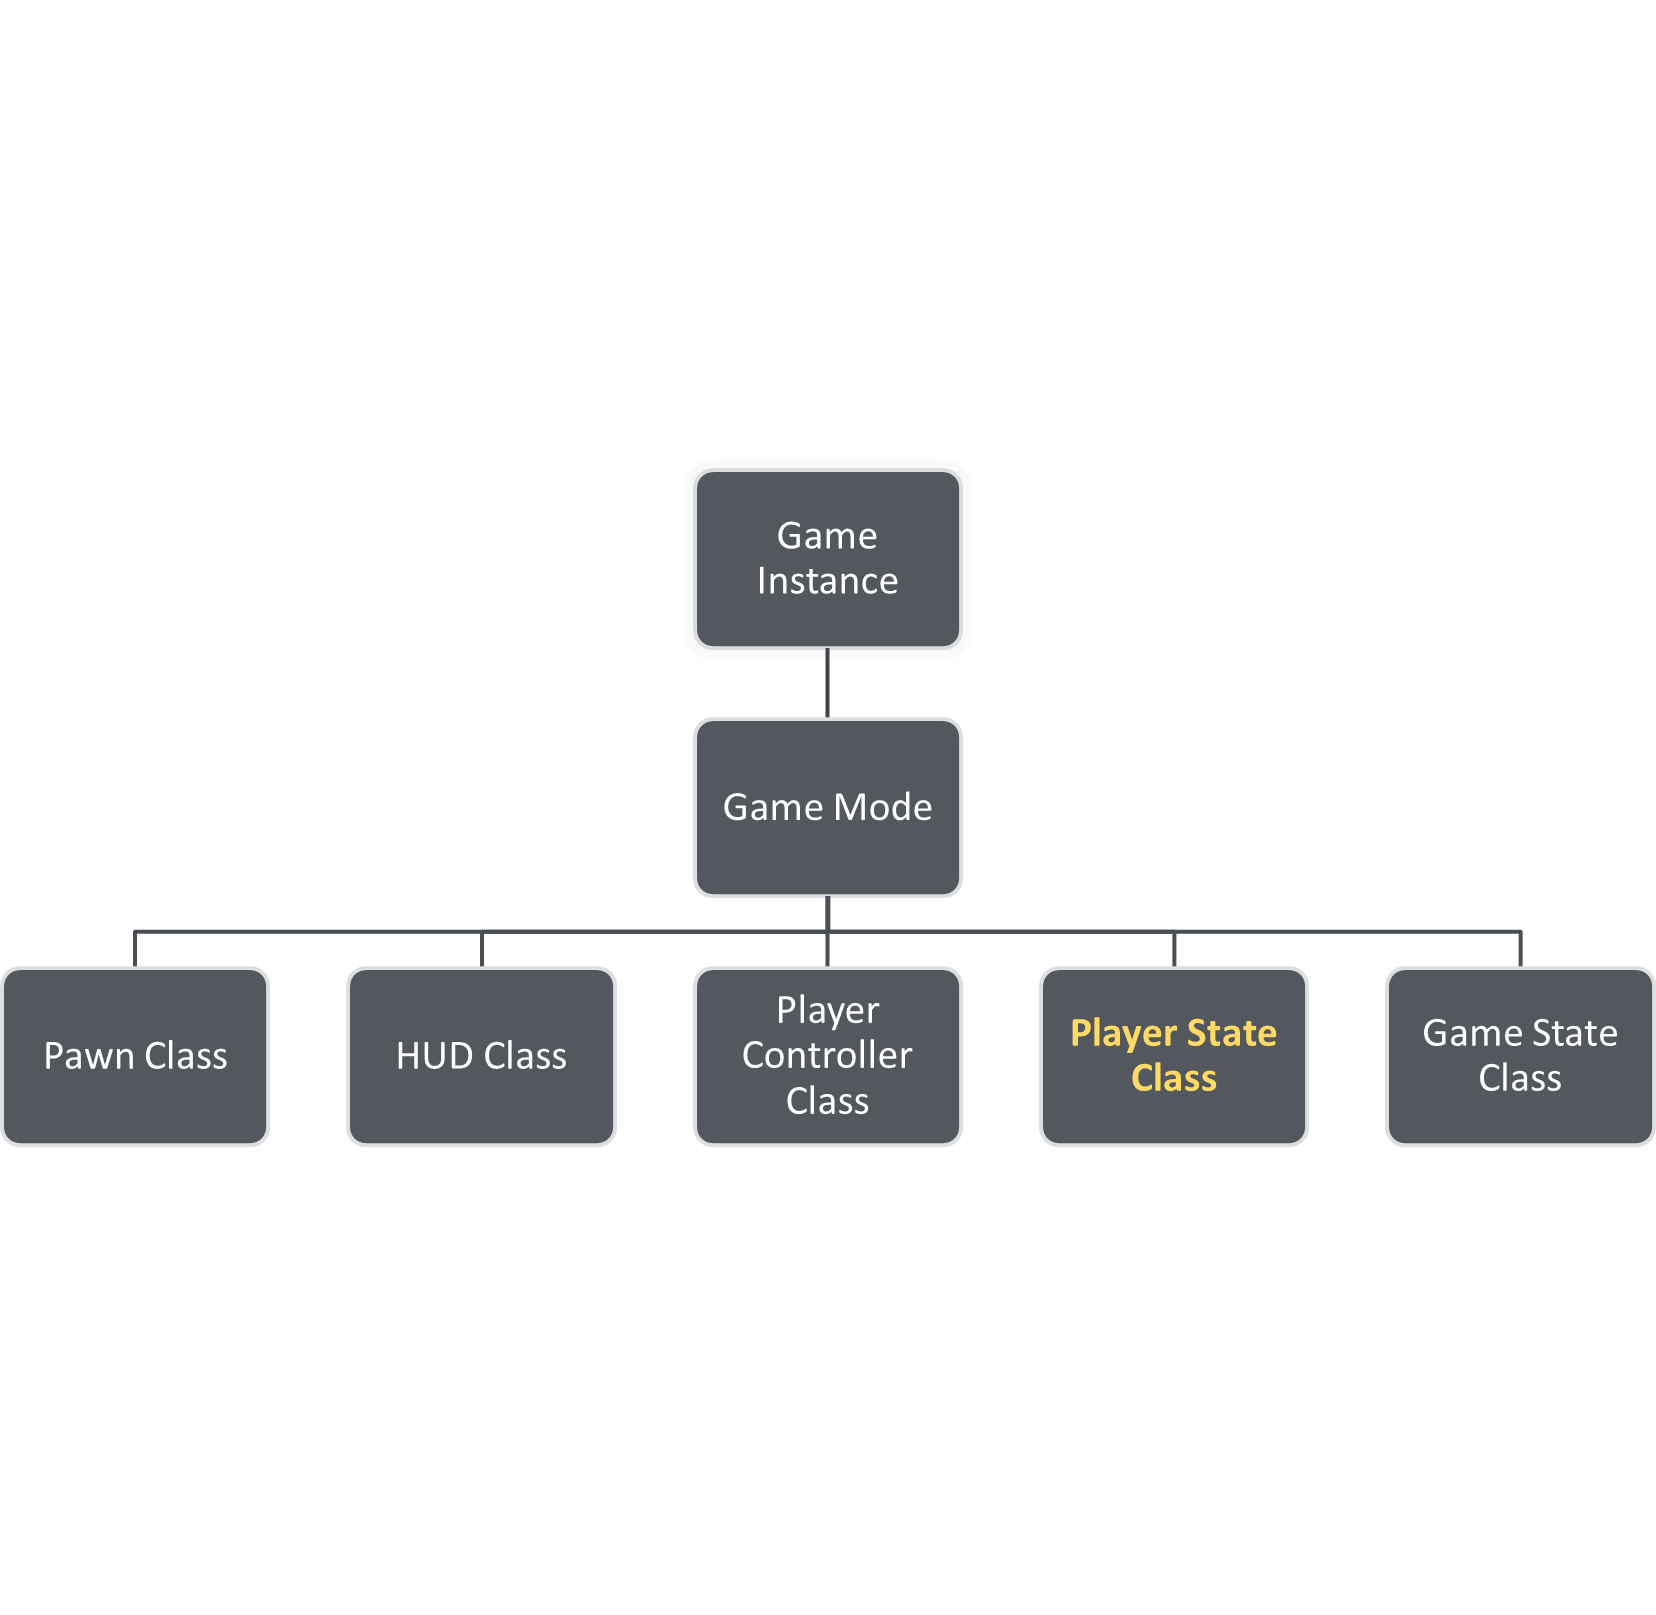 Game
Instance
Game Mode
Pawn Class
HUD Class
Player
Controller
Class
Player State
Class
Game State
Class